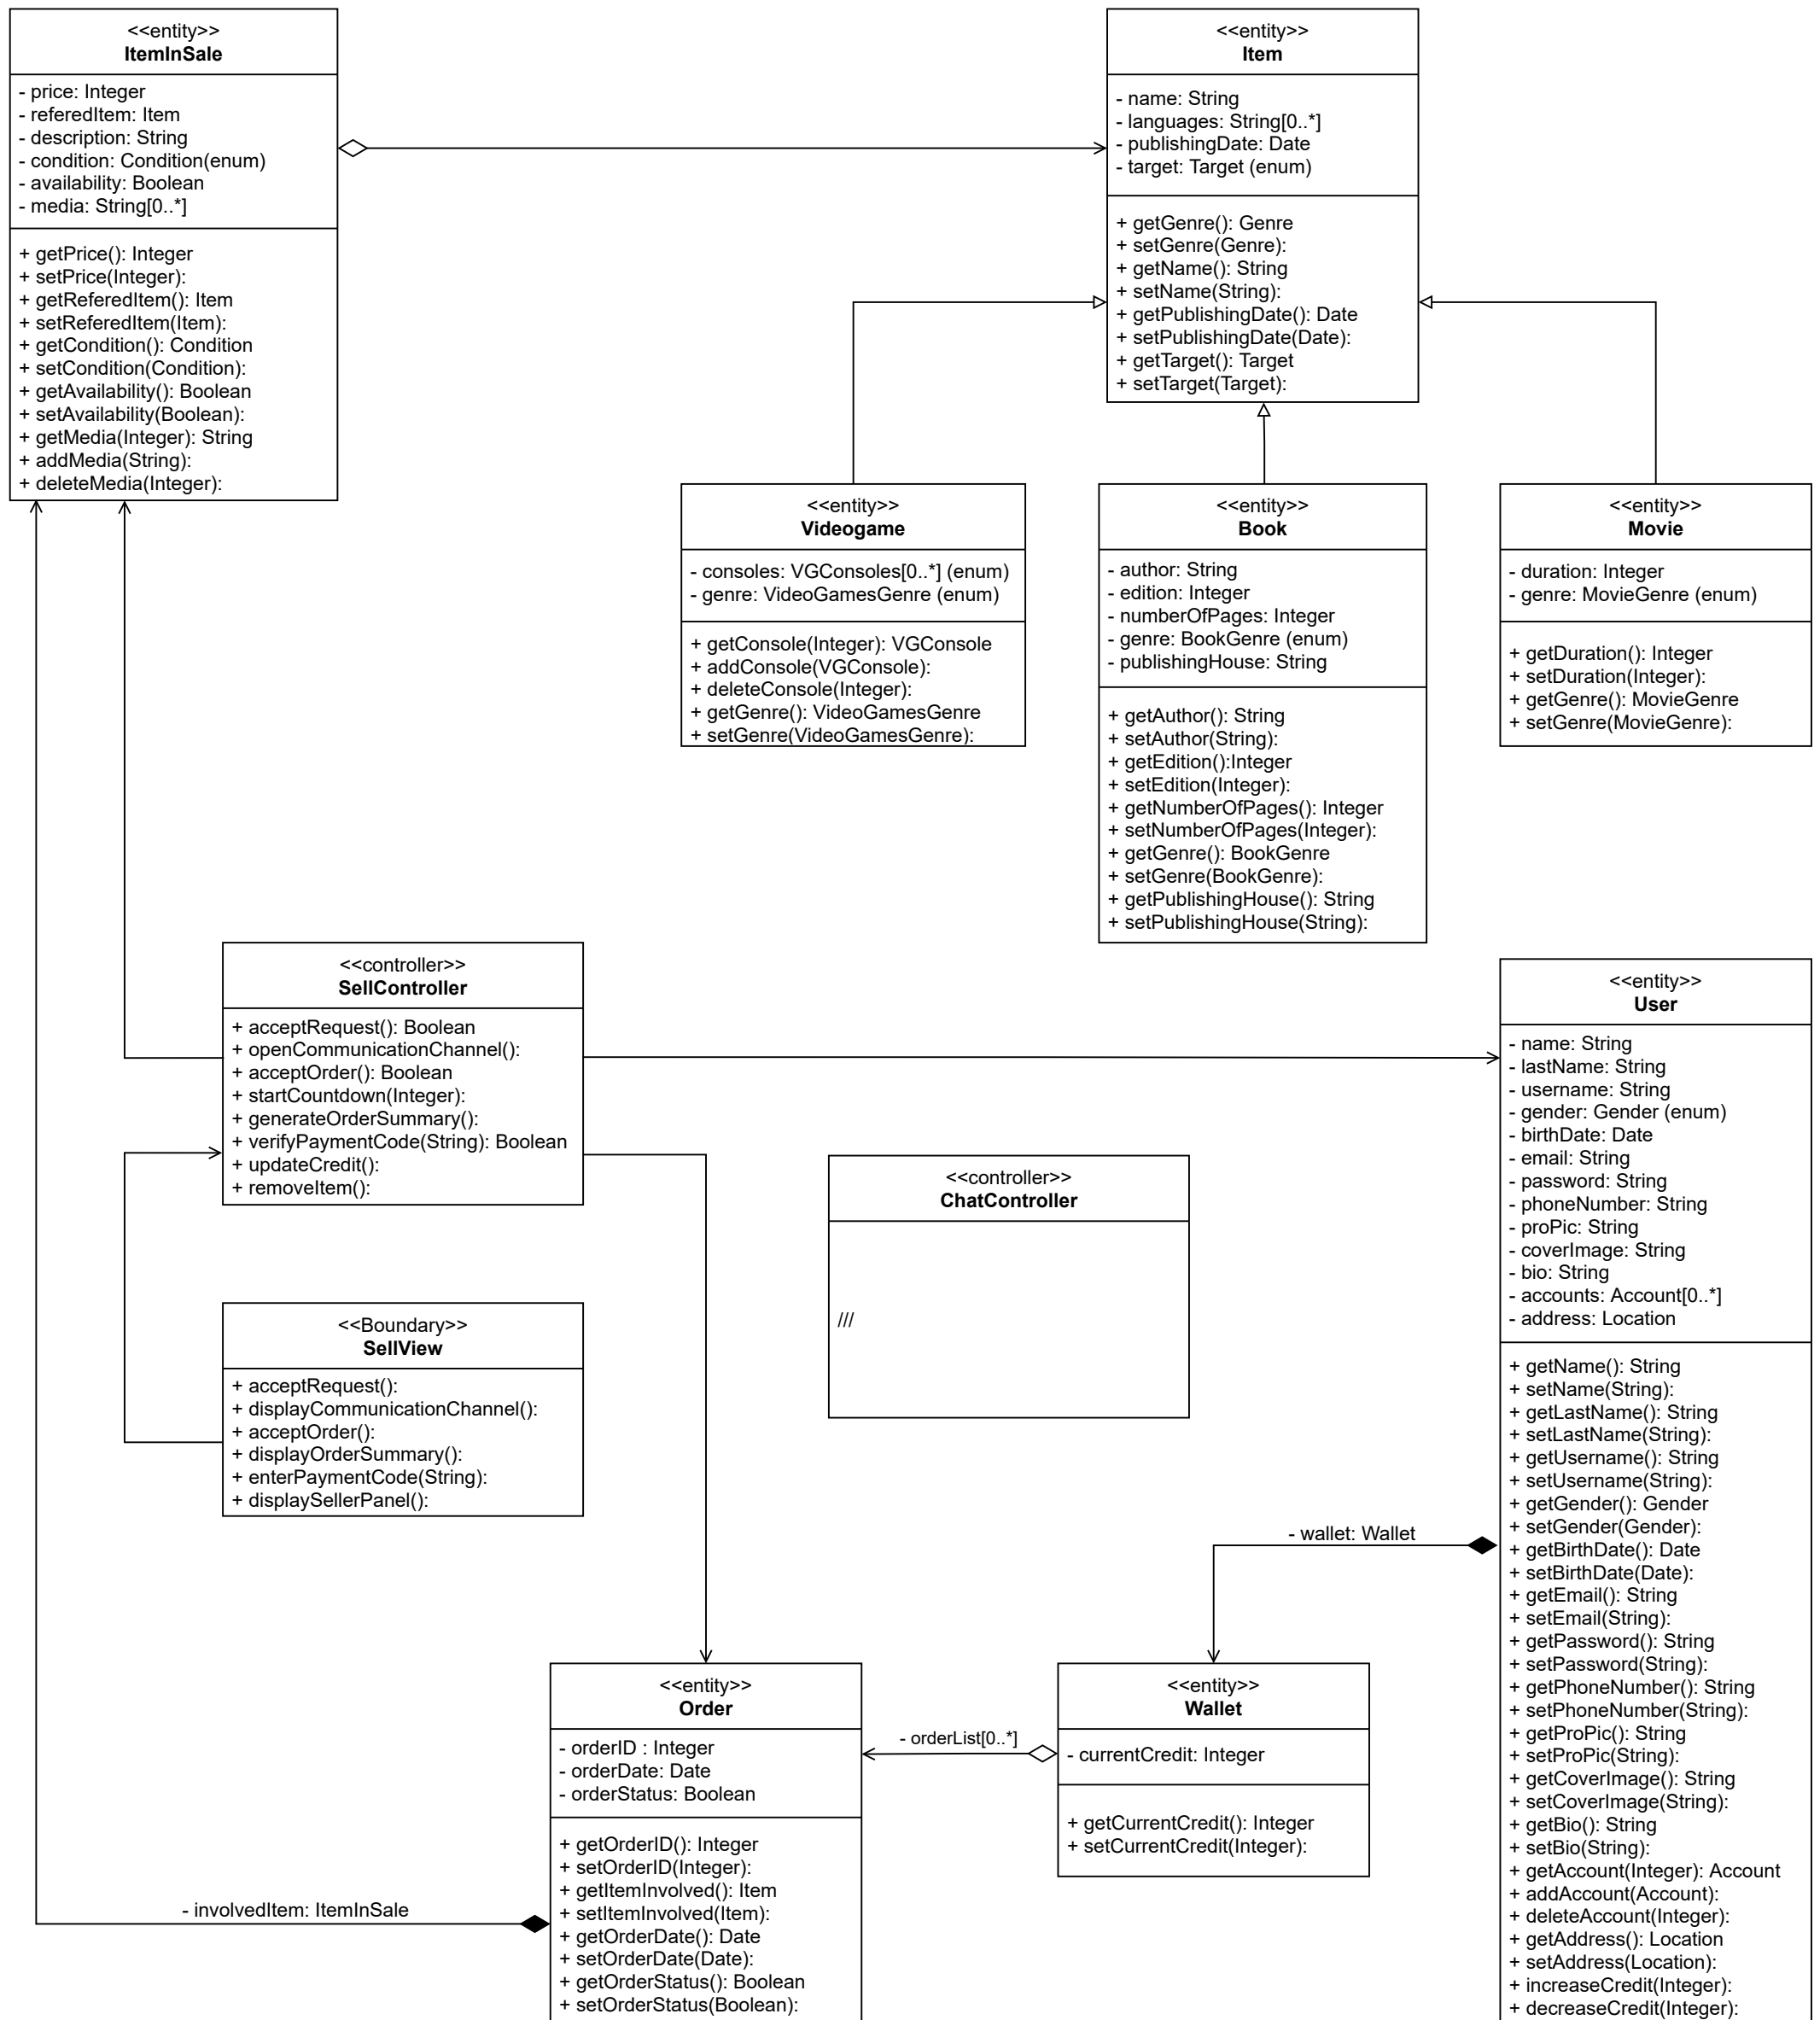 <<entity>>
ItemInSale
- price: Integer
- referedItem: Item
- description: String
- condition: Condition(enum)
- availability: Boolean
- media: String[0..*]
+ getPrice(): Integer
+ setPrice(Integer):
+ getReferedItem(): Item
+ setReferedItem(Item):
+ getCondition(): Condition
+ setCondition(Condition):
+ getAvailability(): Boolean
+ setAvailability(Boolean):
+ getMedia(Integer): String
+ addMedia(String):
+ deleteMedia(Integer):
<<entity>>
Item
- name: String
- languages: String[0..*]
- publishingDate: Date
- target: Target (enum)
+ getGenre(): Genre
+ setGenre(Genre):
+ getName(): String
+ setName(String):
+ getPublishingDate(): Date
+ setPublishingDate(Date):
+ getTarget(): Target
+ setTarget(Target):
<<entity>>
Videogame
- consoles: VGConsoles[0..*] (enum)
- genre: VideoGamesGenre (enum)
+ getConsole(Integer): VGConsole
+ addConsole(VGConsole):
+ deleteConsole(Integer):
+ getGenre(): VideoGamesGenre
+ setGenre(VideoGamesGenre):
<<entity>>
Book
- author: String
- edition: Integer
- numberOfPages: Integer
- genre: BookGenre (enum)
- publishingHouse: String
+ getAuthor(): String
+ setAuthor(String):
+ getEdition():Integer
+ setEdition(Integer):
+ getNumberOfPages(): Integer
+ setNumberOfPages(Integer):
+ getGenre(): BookGenre
+ setGenre(BookGenre):
+ getPublishingHouse(): String
+ setPublishingHouse(String):
<<entity>>
Movie
- duration: Integer
- genre: MovieGenre (enum)
+ getDuration(): Integer
+ setDuration(Integer):
+ getGenre(): MovieGenre
+ setGenre(MovieGenre):
<<controller>>
SellController
+ acceptRequest(): Boolean
+ openCommunicationChannel():
+ acceptOrder(): Boolean
+ startCountdown(Integer):
+ generateOrderSummary():
+ verifyPaymentCode(String): Boolean
+ updateCredit():
+ removeItem():
<<Boundary>>
SellView
+ acceptRequest():
+ displayCommunicationChannel():
+ acceptOrder():
+ displayOrderSummary():
+ enterPaymentCode(String):
+ displaySellerPanel():
<<controller>>
ChatController
///
<<entity>>
User
- name: String
- lastName: String
- username: String
- gender: Gender (enum)
- birthDate: Date
- email: String
- password: String
- phoneNumber: String
- proPic: String
- coverImage: String
- bio: String
- accounts: Account[0..*]
- address: Location
+ getName(): String
+ setName(String):
+ getLastName(): String
+ setLastName(String):
+ getUsername(): String
+ setUsername(String):
+ getGender(): Gender
+ setGender(Gender):
+ getBirthDate(): Date
+ setBirthDate(Date):
+ getEmail(): String
+ setEmail(String):
+ getPassword(): String
+ setPassword(String):
+ getPhoneNumber(): String
+ setPhoneNumber(String):
+ getProPic(): String
+ setProPic(String):
+ getCoverImage(): String
+ setCoverImage(String):
+ getBio(): String
+ setBio(String):
+ getAccount(Integer): Account
+ addAccount(Account):
+ deleteAccount(Integer):
+ getAddress(): Location
+ setAddress(Location):
+ increaseCredit(Integer):
+ decreaseCredit(Integer):
- wallet: Wallet
<<entity>>
Order
- orderID : Integer
- orderDate: Date
- orderStatus: Boolean
+ getOrderID(): Integer
+ setOrderID(Integer):
+ getItemInvolved(): Item
+ setItemInvolved(Item):
+ getOrderDate(): Date
+ setOrderDate(Date):
+ getOrderStatus(): Boolean
+ setOrderStatus(Boolean):
- orderList[0..*]
<<entity>>
Wallet
- currentCredit: Integer
+ getCurrentCredit(): Integer
+ setCurrentCredit(Integer):
- involvedItem: ItemInSale